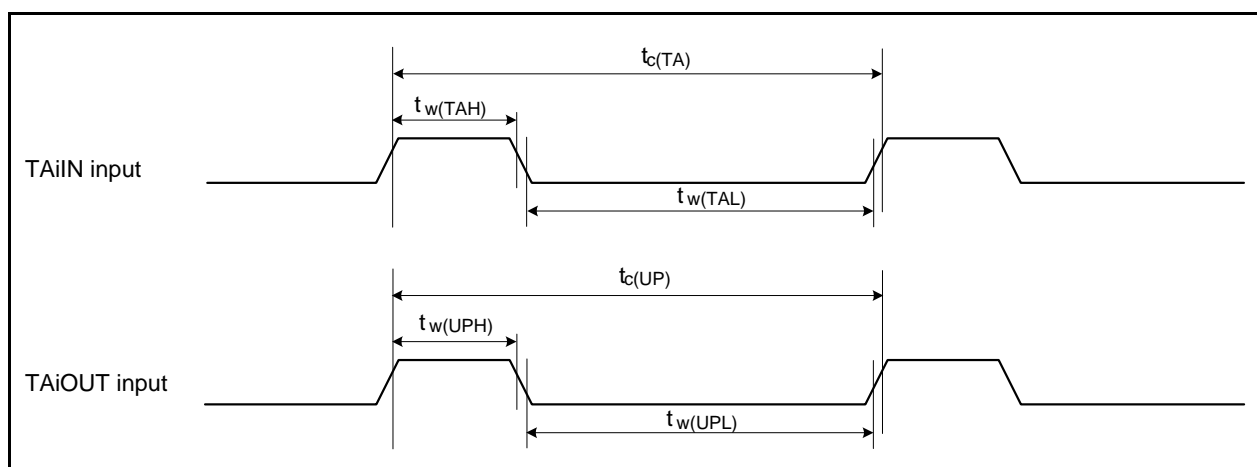 tc(TA)
tw(TAH)
TAiIN input
tw(TAL)
tc(UP)
tw(UPH)
TAiOUT input
tw(UPL)